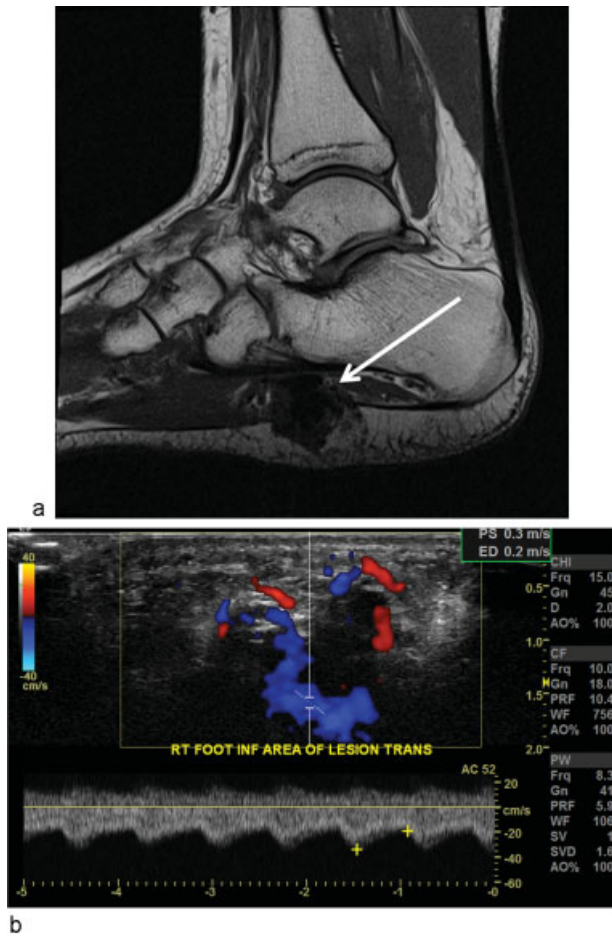 a
PS 0.3 m/s
ED 0.2 m/s
40
-40
cm/s
0.5
1.0
1.5
2.0
CHI
Frq 15.0
Gn 45
D 2.0
AO% 100
CF
Frq 10.0
Gn 18.0
PRF 10.4
WF 756
AO% 100
RT FOOT INF AREA OF LESION TRANS
AC 52
20
cm/s
-20
-40
-60
-5 -4 -3 -2 -1 0
PW
Frq 8.3
Gn 41
PRF 5.9
WF 106
SV
SVD 1.6
AO% 100
b